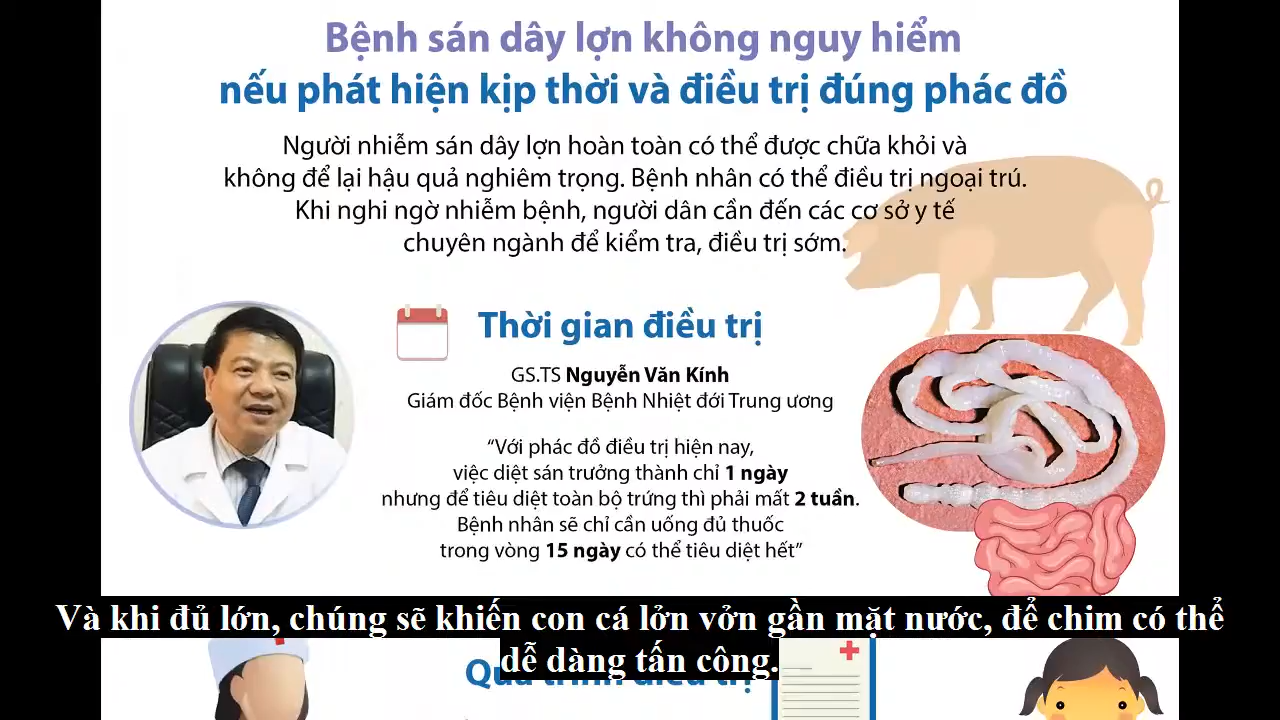 Bệnh sán dây lợn không nguy hiểm
nếu phát hiện kịp thời và điều trị đúng phác đồ
Người nhiễm sán dây lợn hoàn toàn có thể được chữa khỏi và
không để lại hậu quả nghiêm trọng. Bệnh nhân có thể điều trị ngoại trú.
Khi nghi ngờ nhiễm bệnh, người dân cần đến các cơ sở y tế
chuyên ngành để kiểm tra, điều trị sớm.
Thời gian điều trị
GS.TS Nguyễn Văn Kính
Giám đốc Bệnh viện Bệnh Nhiệt đới Trung ương
“Với phác đồ điều trị hiện nay,
việc diệt sán trưởng thành chỉ 1 ngày
nhưng để tiêu diệt toàn bộ trứng thì phải mất 2 tuần.
Bệnh nhân sẽ chỉ cần uống đủ thuốc
trong vòng 15 ngày có thể tiêu diệt hết”
Và khi đủ lớn, chúng sẽ khiến con cá lởn vởn gần mặt nước, để chim có thể
dễ dàng tấn công.